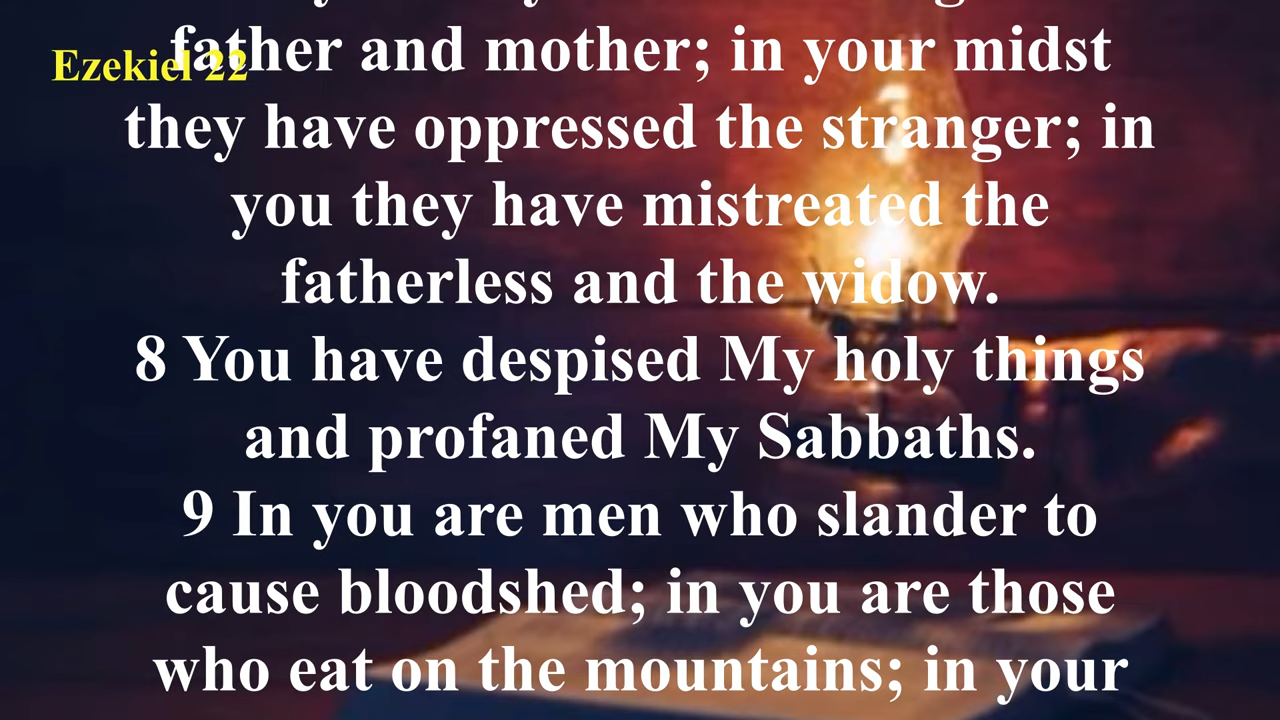 Ezekiel 22
father and mother; in your midst
they have oppressed the stranger; in
you they have mistreated the
fatherless and the widow.
8 You have despised My holy things
and profaned My Sabbaths.
9 In you are men who slander to
cause bloodshed; in you are those
who eat on the mountains; in your